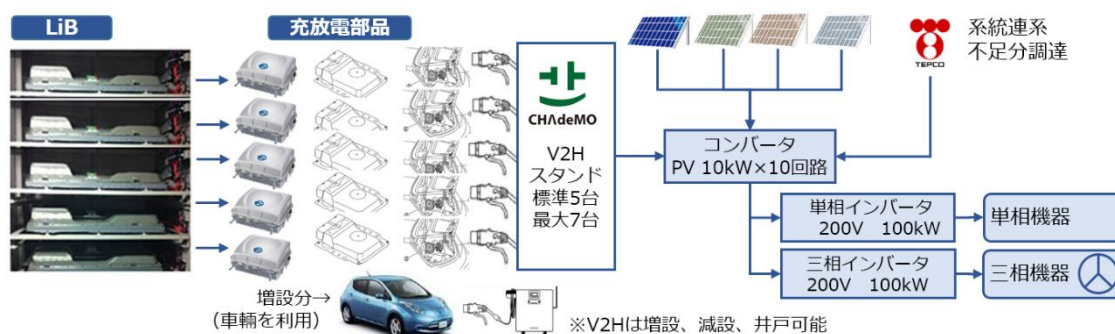 LiB
充放電部品
CHAdeMO
V2H
スタンド
標準5台
最大7台
TEPCO
系統連系
不足分調達
コンバータ
PV 10kW×10回路
単相インバータ
200V 100kW
単相機器
三相インバータ
200V 100kW
三相機器
増設分→
(車輌を利用)
※V2Hは増設、減設、井戸可能